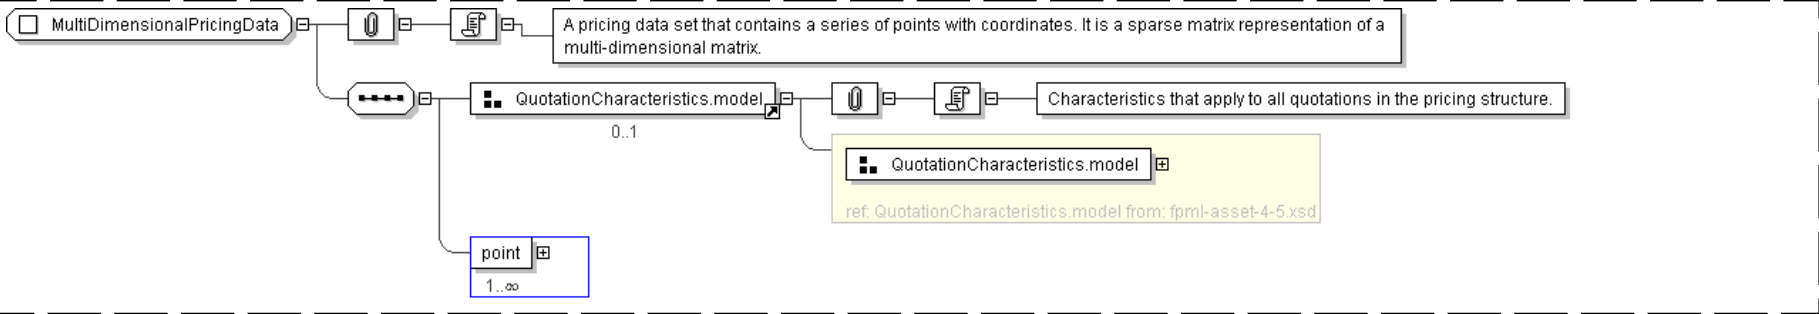 MultiDimensionalPricingData
A pricing data set that contains a series of points with coordinates. It is a sparse matrix representation of a
multi-dimensional matrix.
QuotationCharacteristics.model
Characteristics that apply to all quotations in the pricing structure.
0..1
QuotationCharacteristics.model
ref: QuotationCharacteristics.model from: fpml-asset-4-5.xsd
point
1..∞